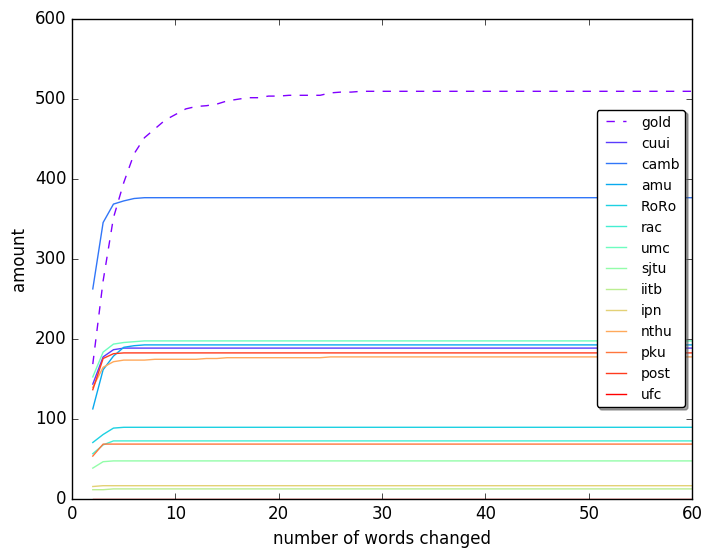 600
500
400
300
200
100
0
amount
0 10 20 30 40 50 60
number of words changed
gold
cuui
camb
amu
RoRo
rac
umc
sjtu
iitb
ipn
nthu
pku
post
ufc